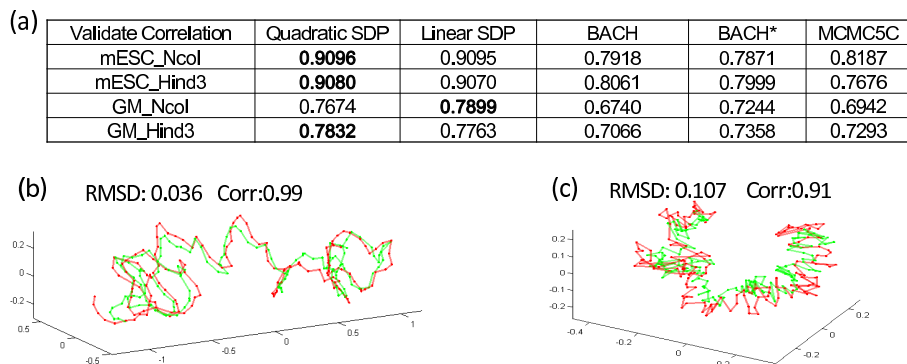 (a)
Validate Correlation Quadratic SDP Linear SDP BACH BACH* MCMC5C
mESC_NcoI 0.9096 0.9095 0.7918 0.7871 0.8187
mESC_Hind3 0.9080 0.9070 0.8061 0.7999 0.7676
GM_NcoI 0.7674 0.7899 0.6740 0.7244 0.6942
GM_Hind3 0.7832 0.7763 0.7066 0.7358 0.7293
(b)
RMSD: 0.036 Corr:0.99
0.2
0
-0.2
0.5
0
-0.5
-1
-0.5
0
0.5
1
(c)
RMSD: 0.107 Corr:0.91
0.2
0.1
0
-0.1
-0.2
-0.4
-0.2
0
0.2
-0.2
0
0.2